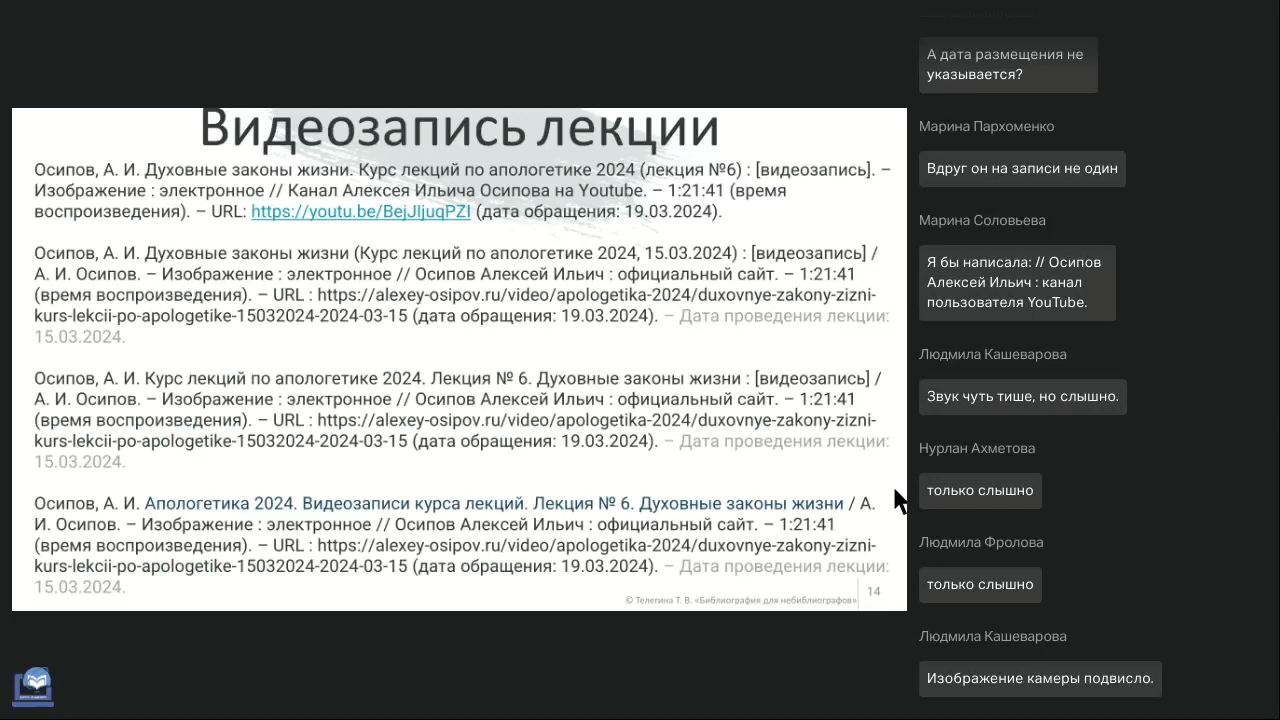 Видеозапись лекции
Осипов, А. И. Духовные законы жизни. Курс лекций по апологетике 2024 (лекция №6) : [видеозапись]. –
Изображение : электронное // Канал Алексея Ильича Осипова на Youtube. – 1:21:41 (время
воспроизведения). – URL: https://youtu.be/BejJljuqPZI (дата обращения: 19.03.2024).
Осипов, А. И. Духовные законы жизни (Курс лекций по апологетике 2024, 15.03.2024) : [видеозапись] /
А. И. Осипов. – Изображение : электронное // Осипов Алексей Ильич : официальный сайт. – 1:21:41
(время воспроизведения). – URL : https://alexey-osipov.ru/video/apologetika-2024/duxovnye-zakony-zizni-
kurs-lekcii-po-apologetike-15032024-2024-03-15 (дата обращения: 19.03.2024). – Дата проведения лекции:
15.03.2024.
Осипов, А. И. Курс лекций по апологетике 2024. Лекция № 6. Духовные законы жизни : [видеозапись] /
А. И. Осипов. – Изображение : электронное // Осипов Алексей Ильич : официальный сайт. – 1:21:41
(время воспроизведения). – URL : https://alexey-osipov.ru/video/apologetika-2024/duxovnye-zakony-zizni-
kurs-lekcii-po-apologetike-15032024-2024-03-15 (дата обращения: 19.03.2024). – Дата проведения лекции:
15.03.2024.
Осипов, А. И. Апологетика 2024. Видеозаписи курса лекций. Лекция № 6. Духовные законы жизни / А.
И. Осипов. – Изображение : электронное // Осипов Алексей Ильич : официальный сайт. – 1:21:41
(время воспроизведения). – URL : https://alexey-osipov.ru/video/apologetika-2024/duxovnye-zakony-zizni-
kurs-lekcii-po-apologetike-15032024-2024-03-15 (дата обращения: 19.03.2024). – Дата проведения лекции:
15.03.2024.
© Телегина Т. В. «Библиография для небиблиографов»
14
А дата размещения не
указывается?
Марина Пархоменко
Вдруг он на записи не один
Марина Соловьева
Я бы написала: // Осипов
Алексей Ильич : канал
пользователя YouTube.
Людмила Кашеварова
Звук чуть тише, но слышно.
Нурлан Ахметова
только слышно
Людмила Фролова
только слышно
Людмила Кашеварова
Изображение камеры подвисло.